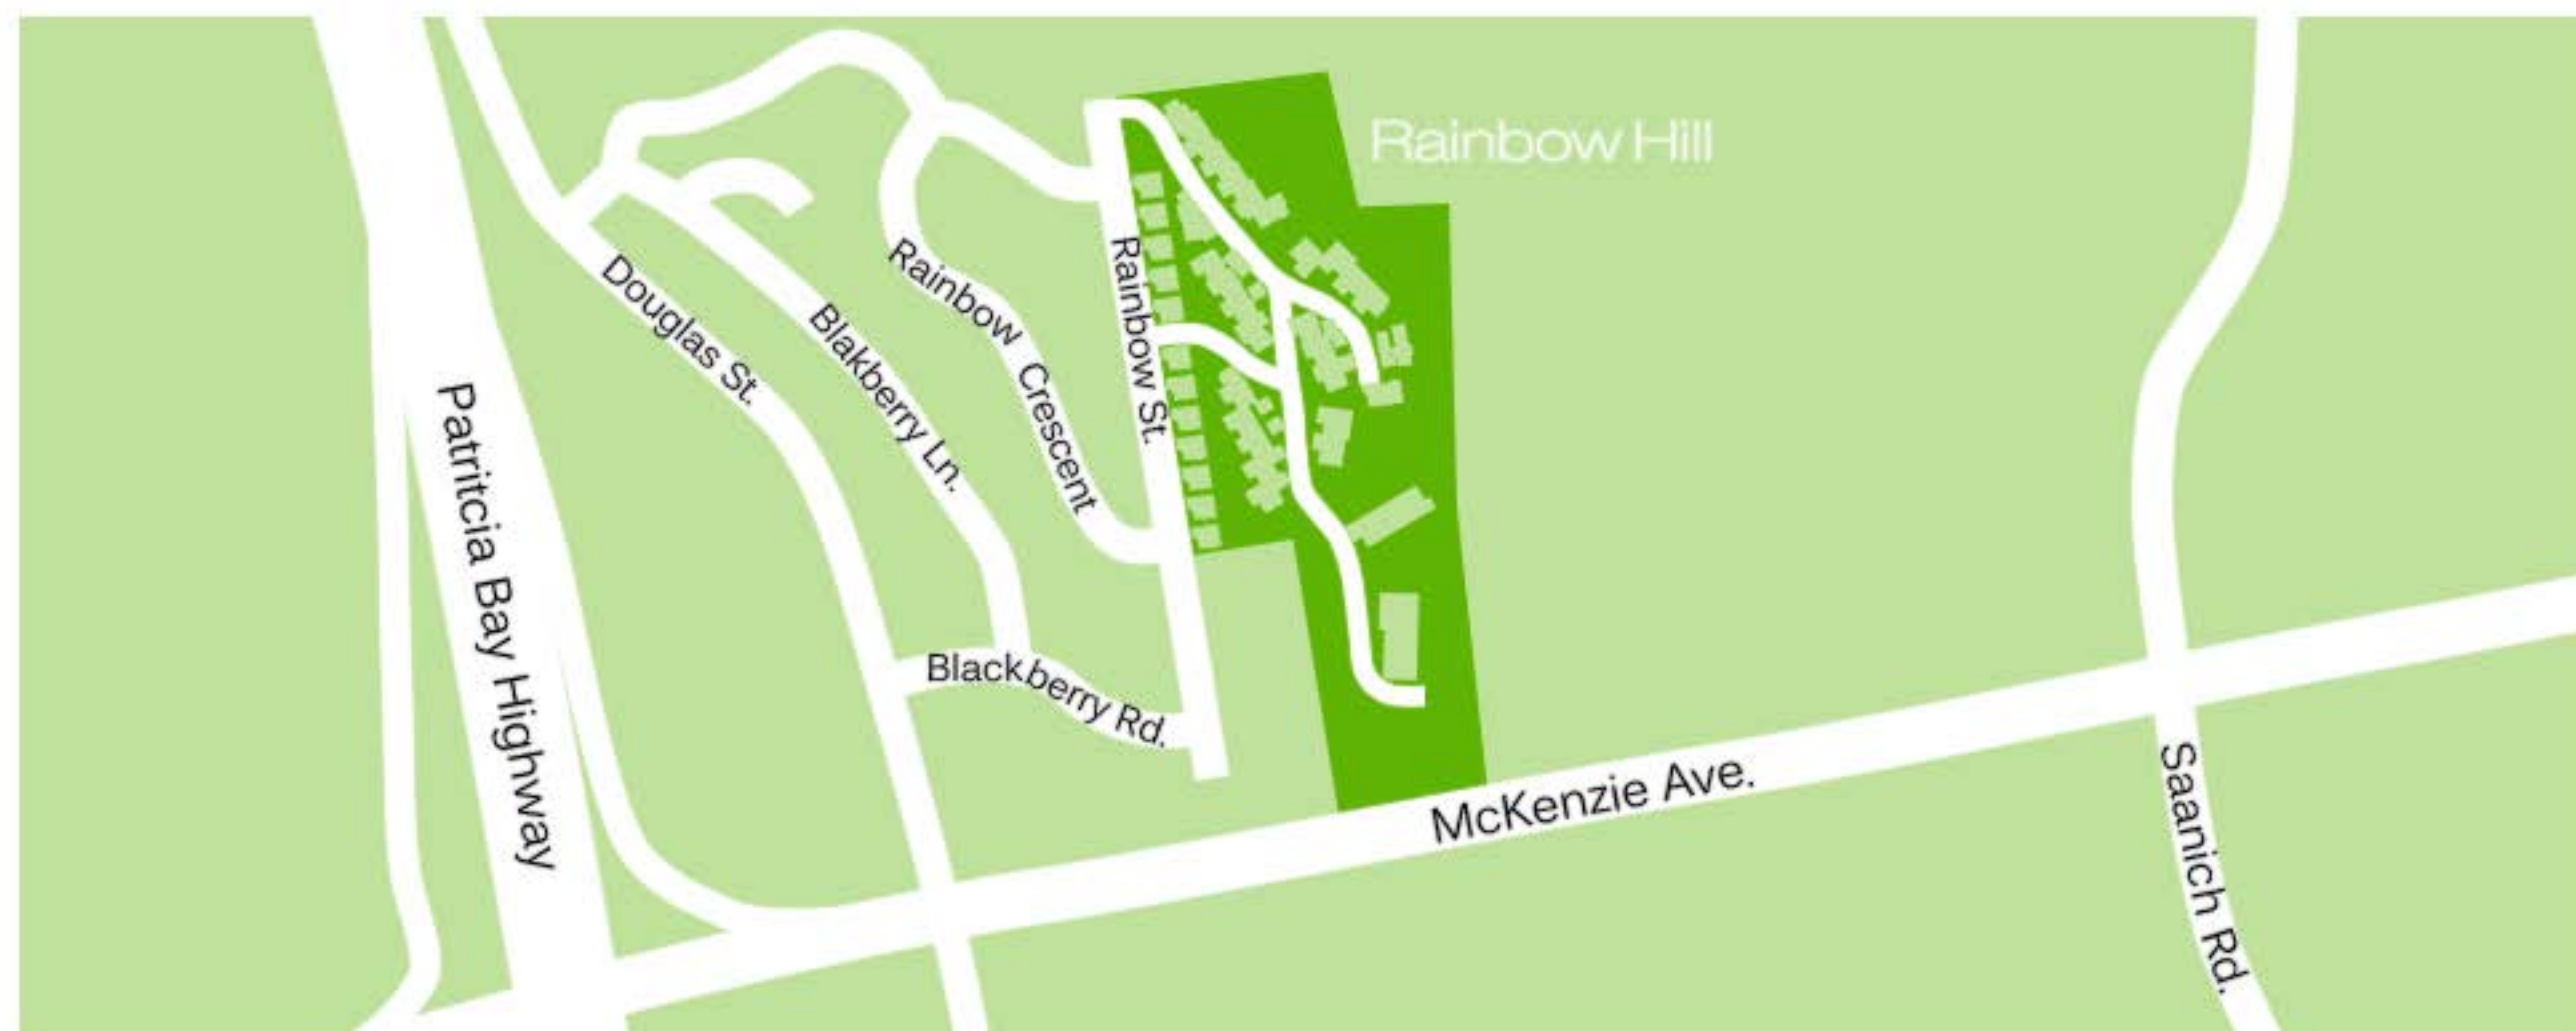 Rainbow Hill
Rainbow St.
Rainbow Crescent
Douglas St.
Blakberry Ln.
Patritcia Bay Highway
Blackberry Rd.
McKenzie Ave.
Saanich Rd.